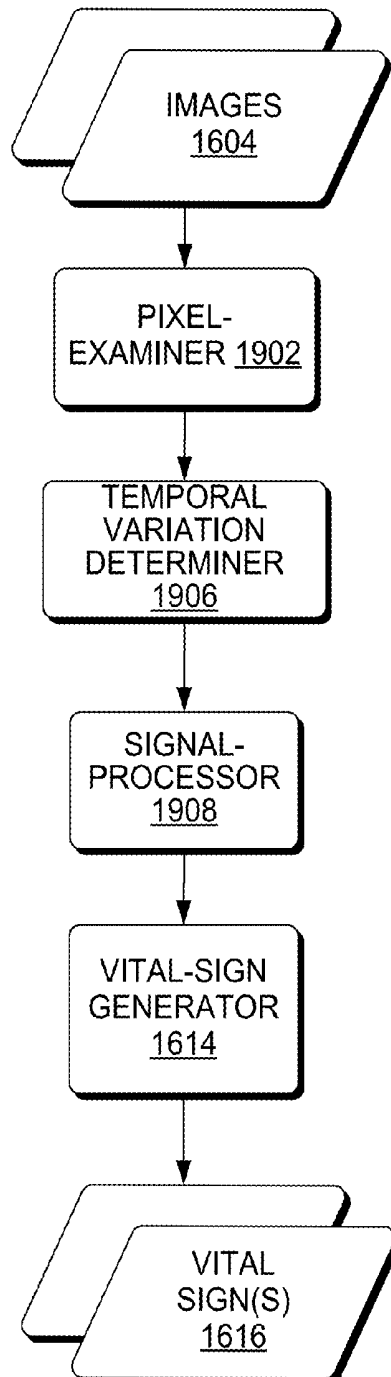 IMAGES
1604
PIXEL-
EXAMINER 1902
TEMPORAL
VARIATION
DETERMINER
1906
SIGNAL-
PROCESSOR
1908
VITAL-SIGN
GENERATOR
1614
VITAL
SIGN(S)
1616